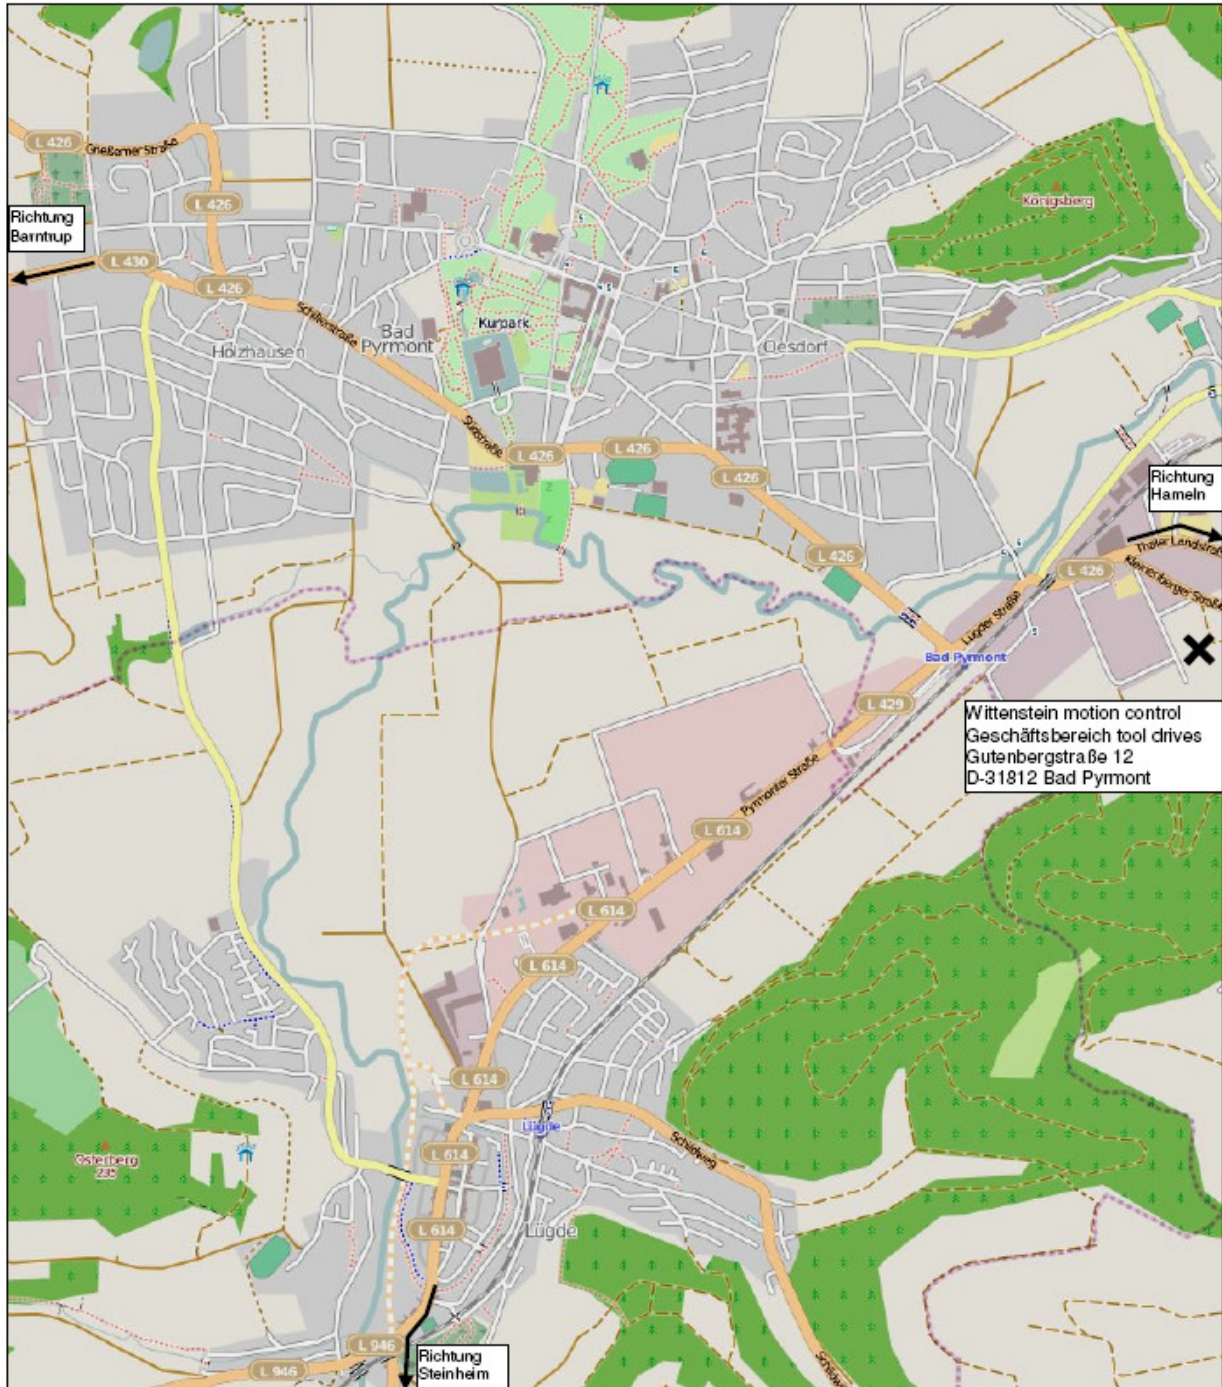 L 426
Grießemer Straße
L 426
Richtung
Barntrup
Königsberg
L 430
L 426
Schillerstraße
Kurpark
Bad
Pyrmont
Holzhausen
Oesdorf
Südstraße
L 426
L 426
L 426
Richtung
Hameln
L 426
Thaler Landstraße
L 426
Kleinenberger Straße
Lügder Straße
Bad Pyrmont
L 429
Wittenstein motion control
Geschäftsbereich tool drives
Gutenbergstraße 12
D-31812 Bad Pyrmont
Pyrmonter Straße
L 614
L 614
L 614
L 614
Lügde
Schildweg
L 614
Osterberg
235
L 614
Lügde
L 946
Richtung
Steinheim
L 946